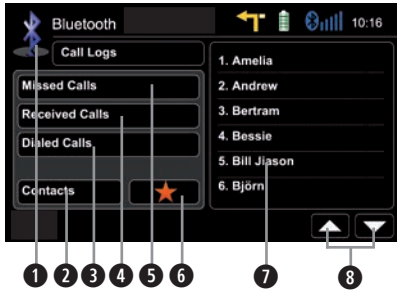 Bluetooth
10:16
Call Logs
Missed Calls
Received Calls
Dialed Calls
Contacts
1. Amelia
2. Andrew
3. Bertram
4. Bessie
5. Bill Jiason
6. Björn
1 2 3 4 5 6 7 8